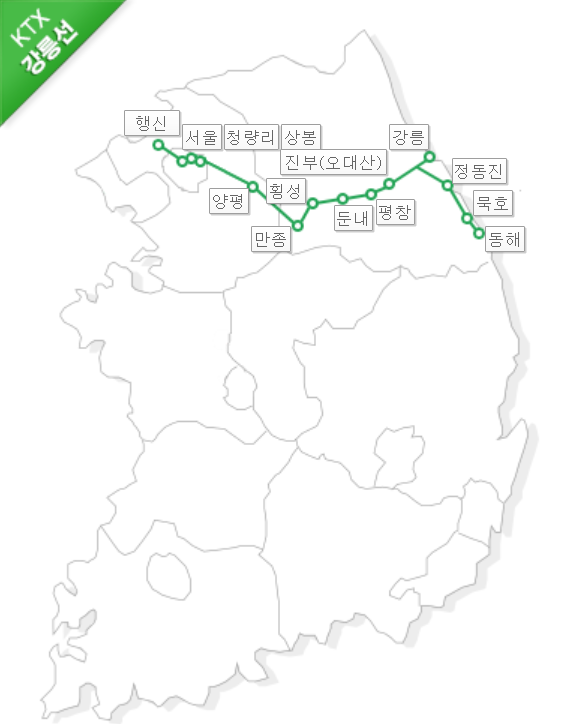 KTX
강릉선
행신
서울
청량리
상봉
강릉
진부(오대산)
정동진
횡성
양평
묵호
둔내
평창
만종
동해